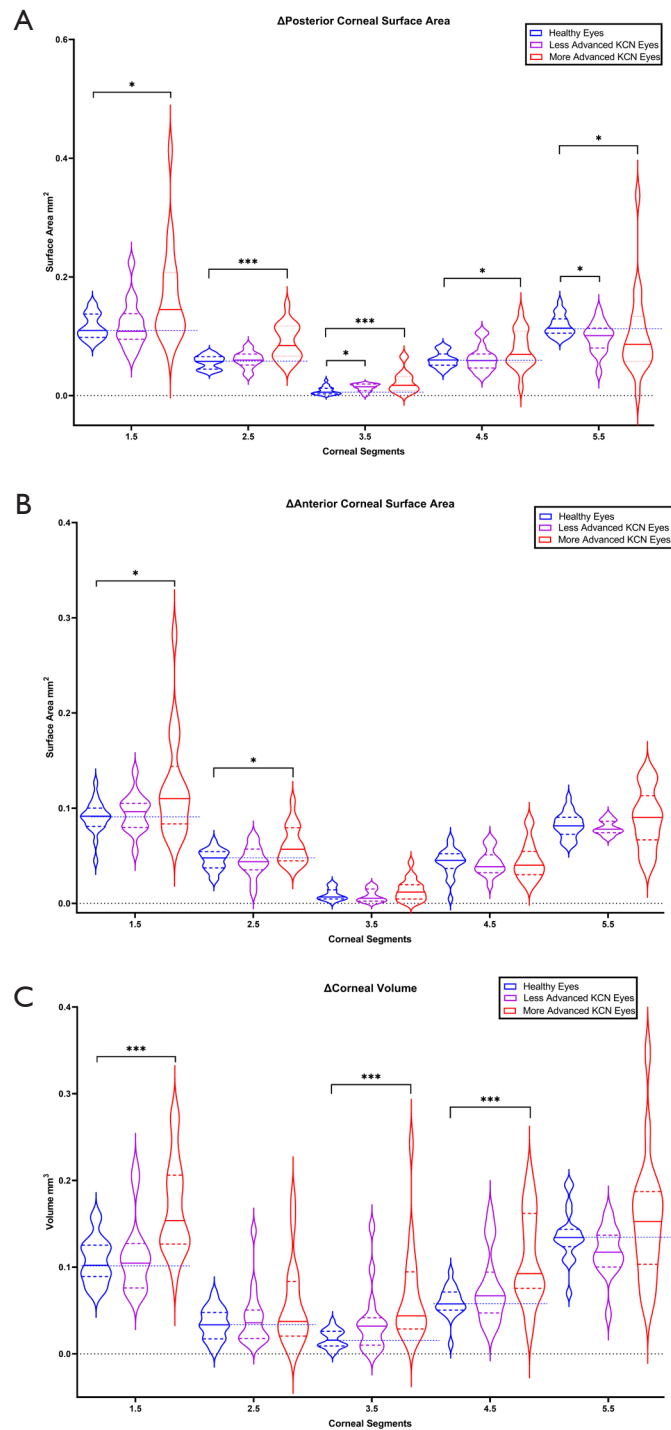 A
ΔPosterior Corneal Surface Area
Healthy Eyes
Less Advanced KCN Eyes
More Advanced KCN Eyes
0.6
0.4
0.2
0.0
Surface Area mm²
*
***
***
*
*
*
*
1.5 2.5 3.5 4.5 5.5
Corneal Segments
B
ΔAnterior Corneal Surface Area
Healthy Eyes
Less Advanced KCN Eyes
More Advanced KCN Eyes
0.4
0.3
0.2
0.1
0.0
Surface Area mm²
*
*
1.5 2.5 3.5 4.5 5.5
Corneal Segments
C
ΔCorneal Volume
Healthy Eyes
Less Advanced KCN Eyes
More Advanced KCN Eyes
0.4
0.3
0.2
0.1
0.0
Volume mm³
***
***
***
1.5 2.5 3.5 4.5 5.5
Corneal Segments